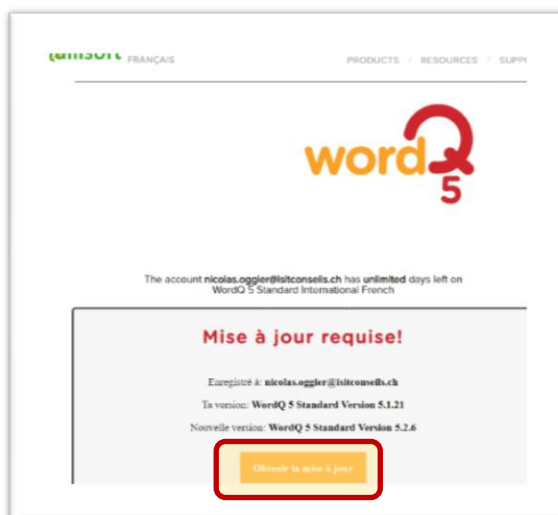 FRANÇAIS PRODUCTS / RESOURCES / SUPP
wordQ
5
The account nicolas.oggier@isitconseils.ch has unlimited days left on
WordQ 5 Standard International French
Mise à jour requise!
Enregistré à: nicolas.oggier@isitconseils.ch
Ta version: WordQ 5 Standard Version 5.1.21
Nouvelle version: WordQ 5 Standard Version 5.2.6
Obtenir la mise à jour